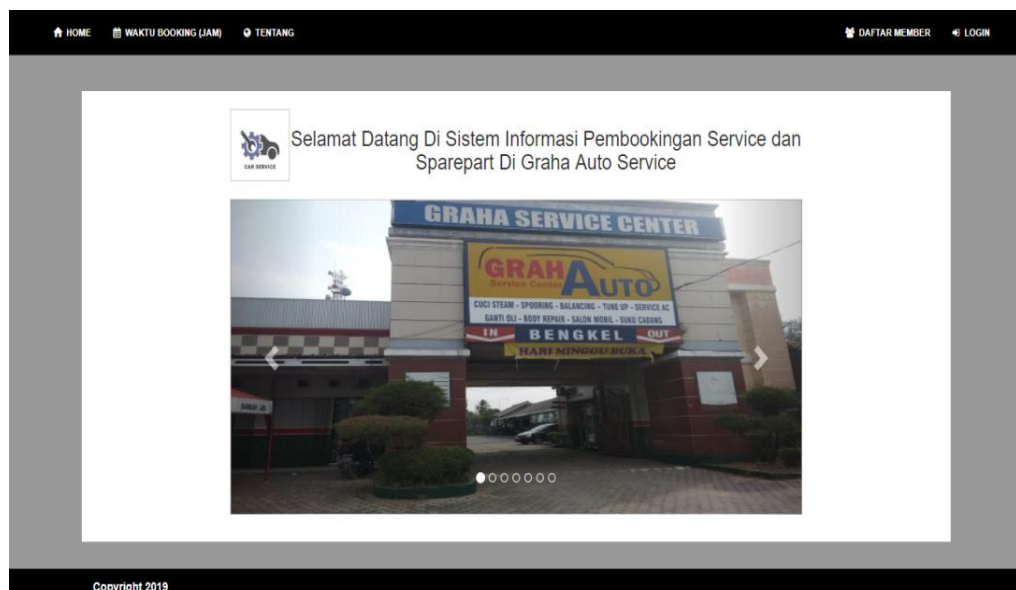 HOME WAKTU BOOKING (JAM) TENTANG DAFTAR MEMBER LOGIN
CAR SERVICE
Selamat Datang Di Sistem Informasi Pembookingan Service dan
Sparepart Di Graha Auto Service
GRAHA SERVICE CENTER
GRAHA AUTO
Service Center
CUCI STEAM - SPOORING - BALANCING - TUNE UP - SERVICE AC
GANTI OLI - BODY REPAIR - SALON MOBIL - SUKU CADANG
IN BENGKEL OUT
HARI MINGGU BUKA
Copyright 2019